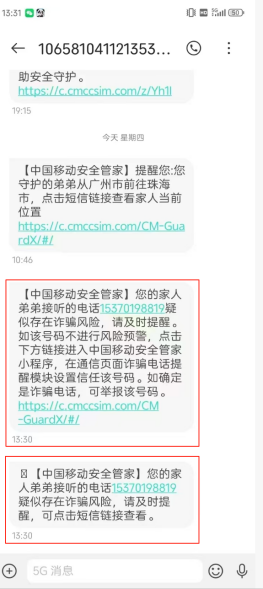 13:31
50
106581041121353...
助安全守护。
https://c.mccsim.com/z/Yh1l
19:15
今天 星期四
【中国移动安全管家】提醒您:您
守护的弟弟从广州市前往珠海
市，点击短信链接查看家人当前
位置
https://c.mccsim.com/CM-Gua
rdX/#/
10:46
【中国移动安全管家】您的家人
弟弟接听的电话15370198819疑
似存在诈骗风险，请及时提醒。
如该号码不进行风险预警，点击
下方链接进入中国移动安全管家
小程序，在通信页面诈骗电话提
醒模块设置信任该号码。如确定
是诈骗电话，可举报该号码。
https://c.mccsim.com/CM
-GuardX/#/
13:30
【中国移动安全管家】您的家
人弟弟接听的电话15370198819
疑似存在诈骗风险，请及时提
醒，可点击短信链接查看。
13:30
5G 消息